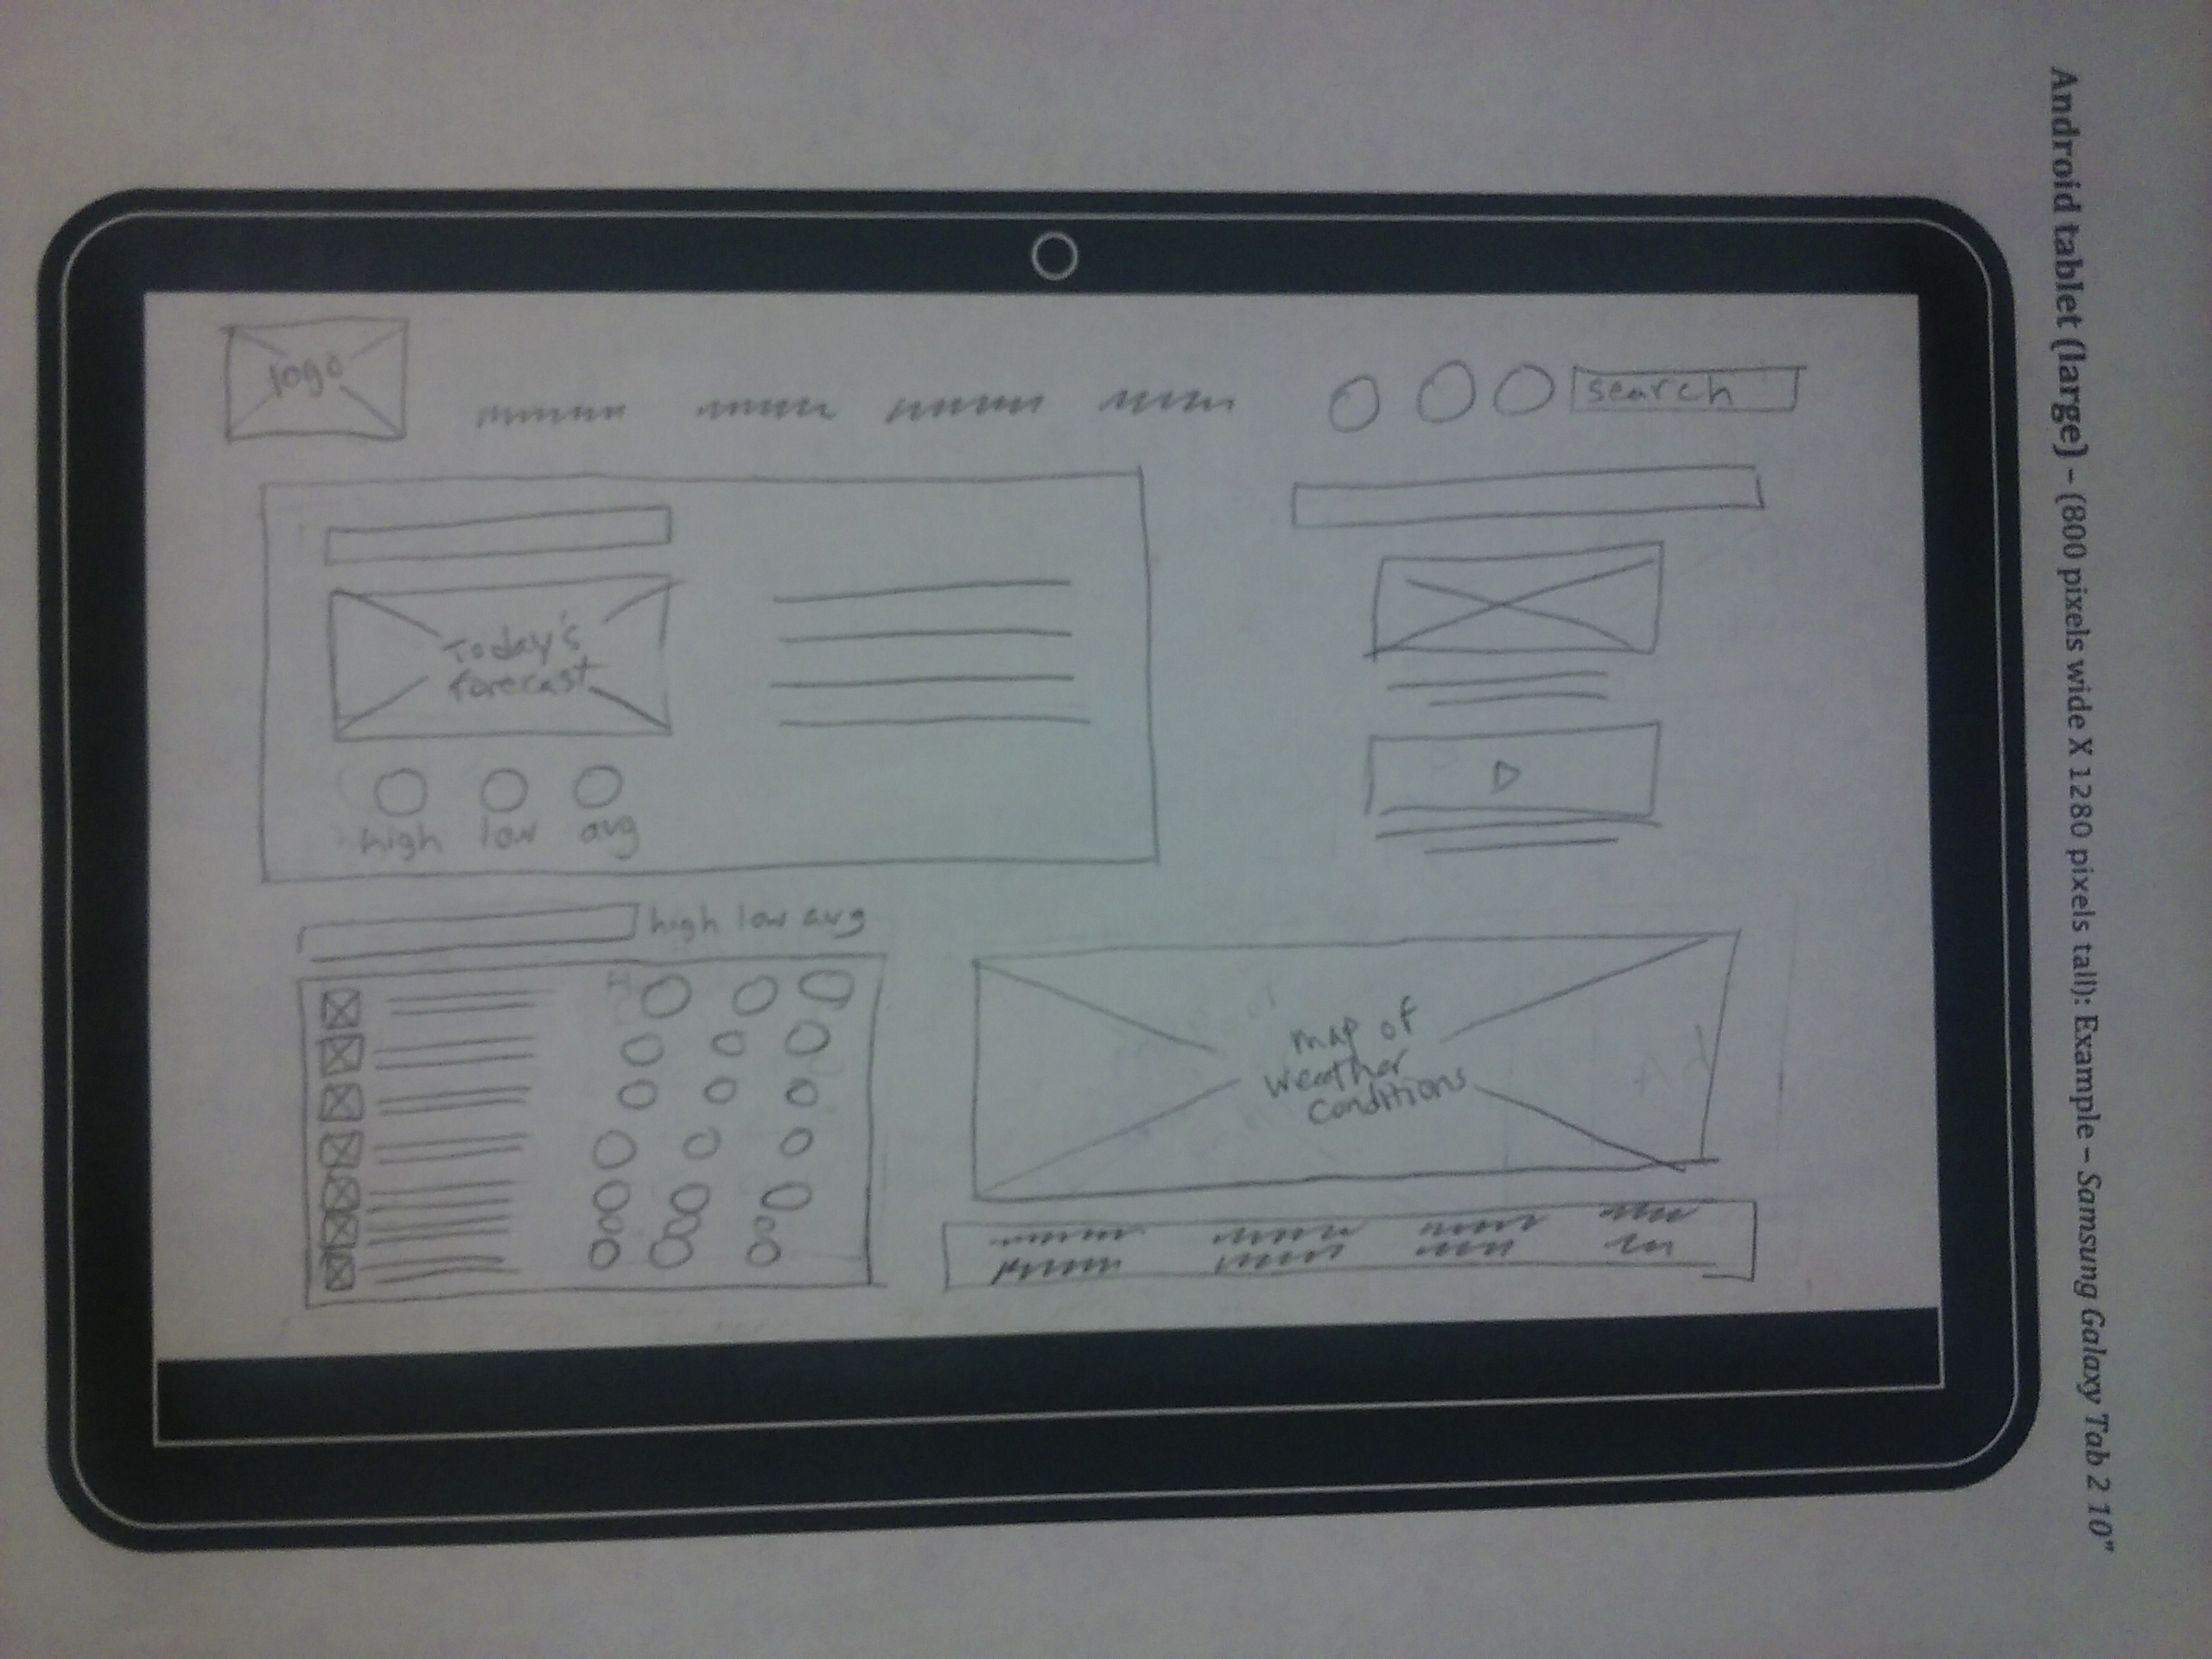 Android tablet (large) – (800 pixels wide X 1280 pixels tall): Example – Samsung Galaxy Tab 2 10"
logo
search
Today's
forecast
high low avg
high low avg
map of
weather
conditions